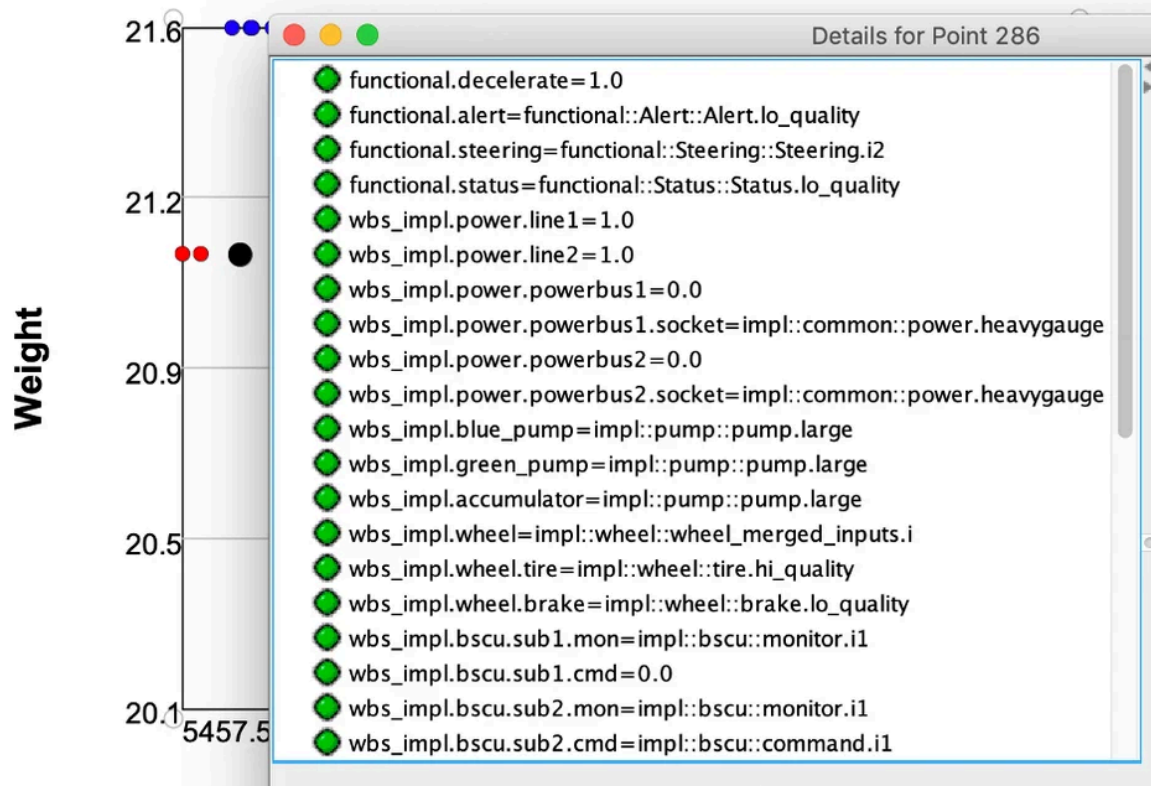 Details for Point 286
functional.decelerate=1.0
functional.alert=functional::Alert::Alert.lo_quality
functional.steering=functional::Steering::Steering.i2
functional.status=functional::Status::Status.lo_quality
wbs_impl.power.line1=1.0
wbs_impl.power.line2=1.0
wbs_impl.power.powerbus1=0.0
wbs_impl.power.powerbus1.socket=impl::common::power.heavygauge
wbs_impl.power.powerbus2=0.0
wbs_impl.power.powerbus2.socket=impl::common::power.heavygauge
wbs_impl.blue_pump=impl::pump::pump.large
wbs_impl.green_pump=impl::pump::pump.large
wbs_impl.accumulator=impl::pump::pump.large
wbs_impl.wheel=impl::wheel::wheel_merged_inputs.i
wbs_impl.wheel.tire=impl::wheel::tire.hi_quality
wbs_impl.wheel.brake=impl::wheel::brake.lo_quality
wbs_impl.bscu.sub1.mon=impl::bscu::monitor.i1
wbs_impl.bscu.sub1.cmd=0.0
wbs_impl.bscu.sub2.mon=impl::bscu::monitor.i1
wbs_impl.bscu.sub2.cmd=impl::bscu::command.i1
Weight
21.6
21.2
20.9
20.5
20.1
5457.5